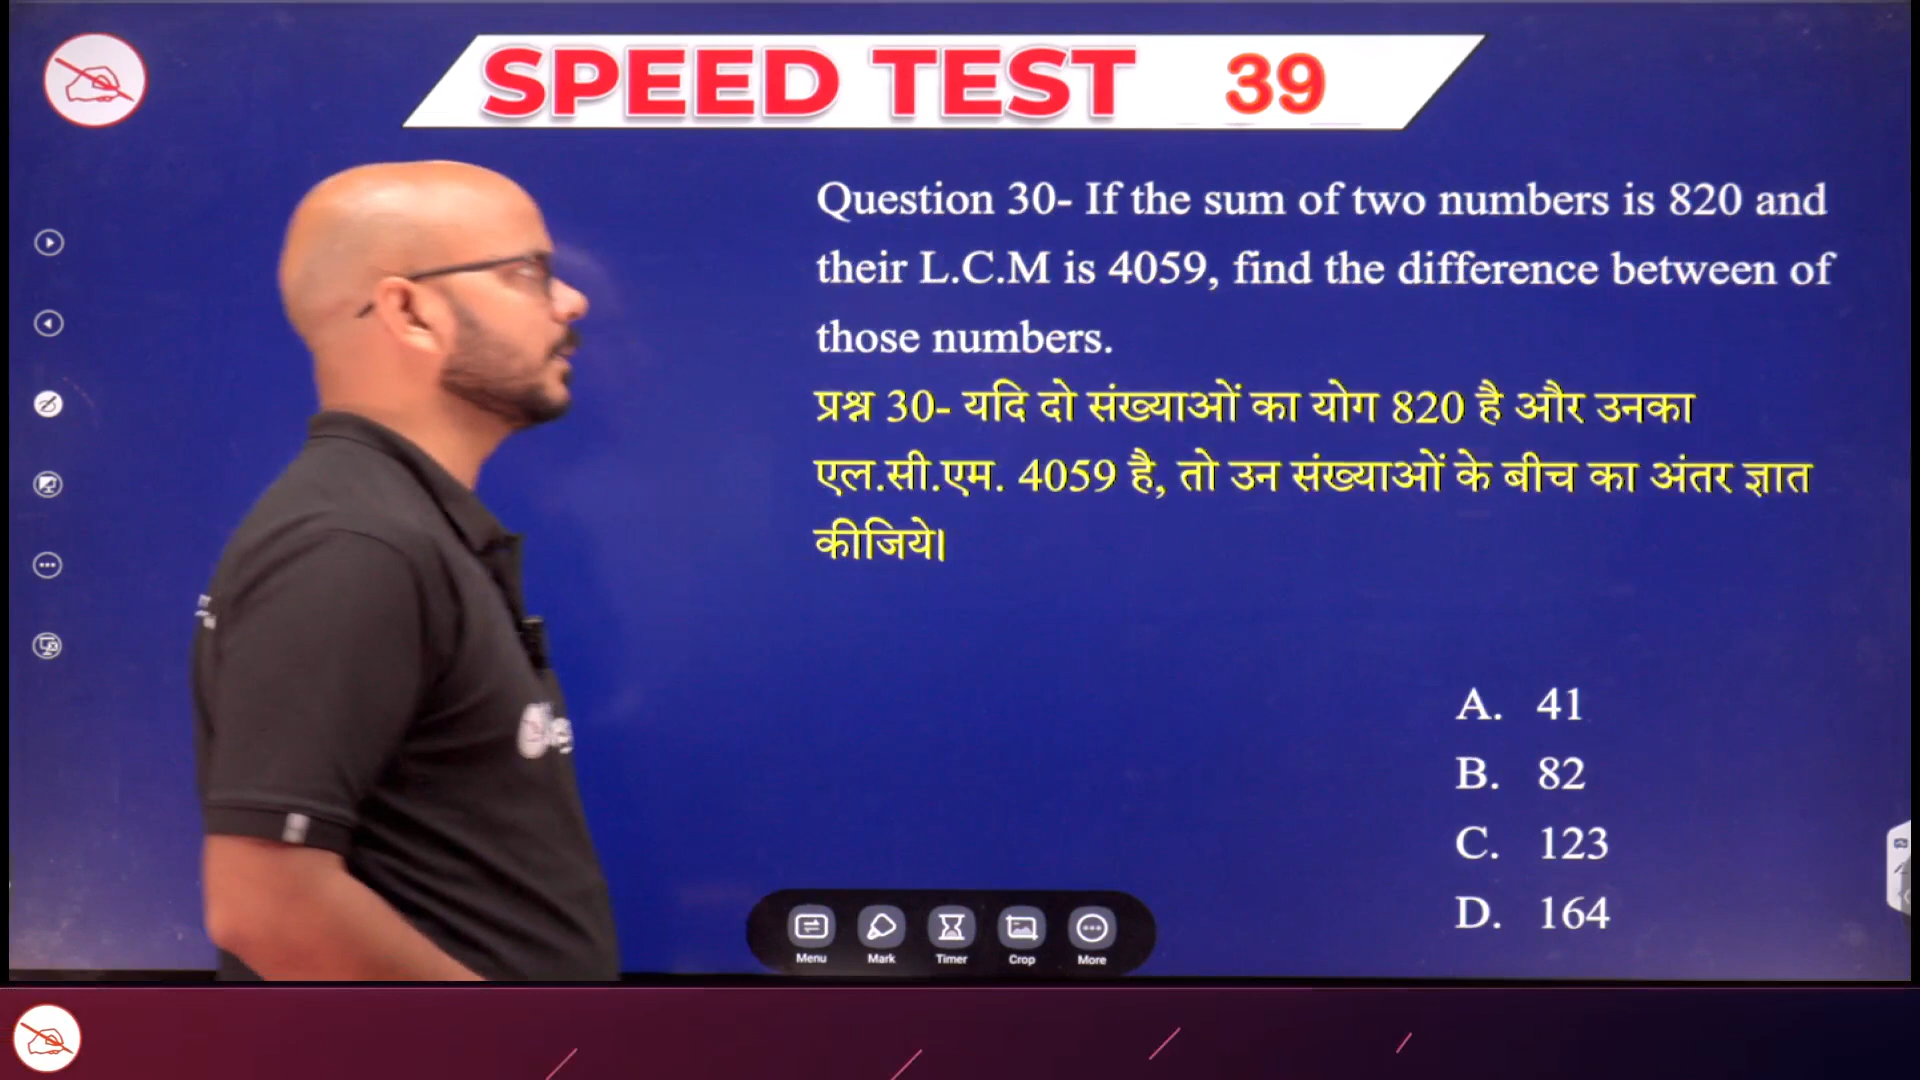 SPEED TEST 39
Question 30- If the sum of two numbers is 820 and
their L.C.M is 4059, find the difference between of
those numbers.
प्रश्न 30- यदि दो संख्याओं का योग 820 है और उनका
एल.सी.एम. 4059 है, तो उन संख्याओं के बीच का अंतर ज्ञात
कीजिये।
A. 41
B. 82
C. 123
D. 164
Menu Mark Timer Crop More